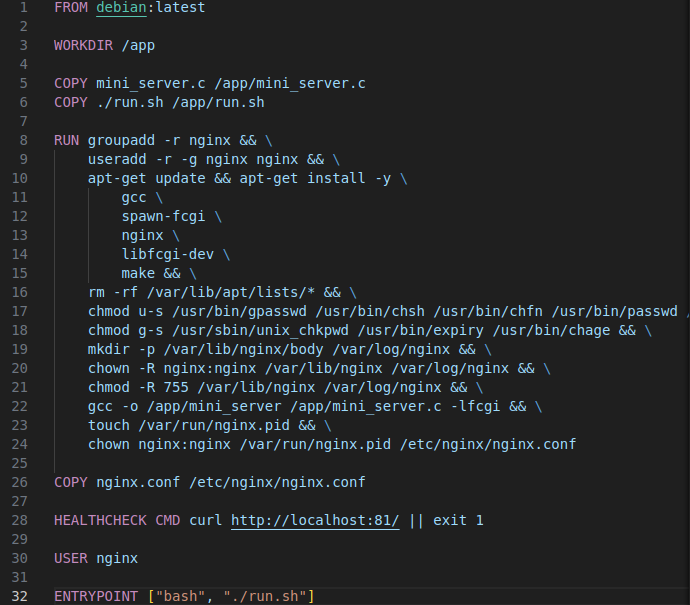 1 FROM debian:latest
2
3 WORKDIR /app
4
5 COPY mini_server.c /app/mini_server.c
6 COPY ./run.sh /app/run.sh
7
8 RUN groupadd -r nginx && \
9 useradd -r -g nginx nginx && \
10 apt-get update && apt-get install -y \
11 gcc \
12 spawn-fcgi \
13 nginx \
14 libfcgi-dev \
15 make && \
16 rm -rf /var/lib/apt/lists/* && \
17 chmod u-s /usr/bin/gpasswd /usr/bin/chsh /usr/bin/chfn /usr/bin/passwd /
18 chmod g-s /usr/sbin/unix_chkpwd /usr/bin/expiry /usr/bin/chage && \
19 mkdir -p /var/lib/nginx/body /var/log/nginx && \
20 chown -R nginx:nginx /var/lib/nginx /var/log/nginx && \
21 chmod -R 755 /var/lib/nginx /var/log/nginx && \
22 gcc -o /app/mini_server /app/mini_server.c -lfcgi && \
23 touch /var/run/nginx.pid && \
24 chown nginx:nginx /var/run/nginx.pid /etc/nginx/nginx.conf
25
26 COPY nginx.conf /etc/nginx/nginx.conf
27
28 HEALTHCHECK CMD curl http://localhost:81/ || exit 1
29
30 USER nginx
31
32 ENTRYPOINT ["bash", "./run.sh"]